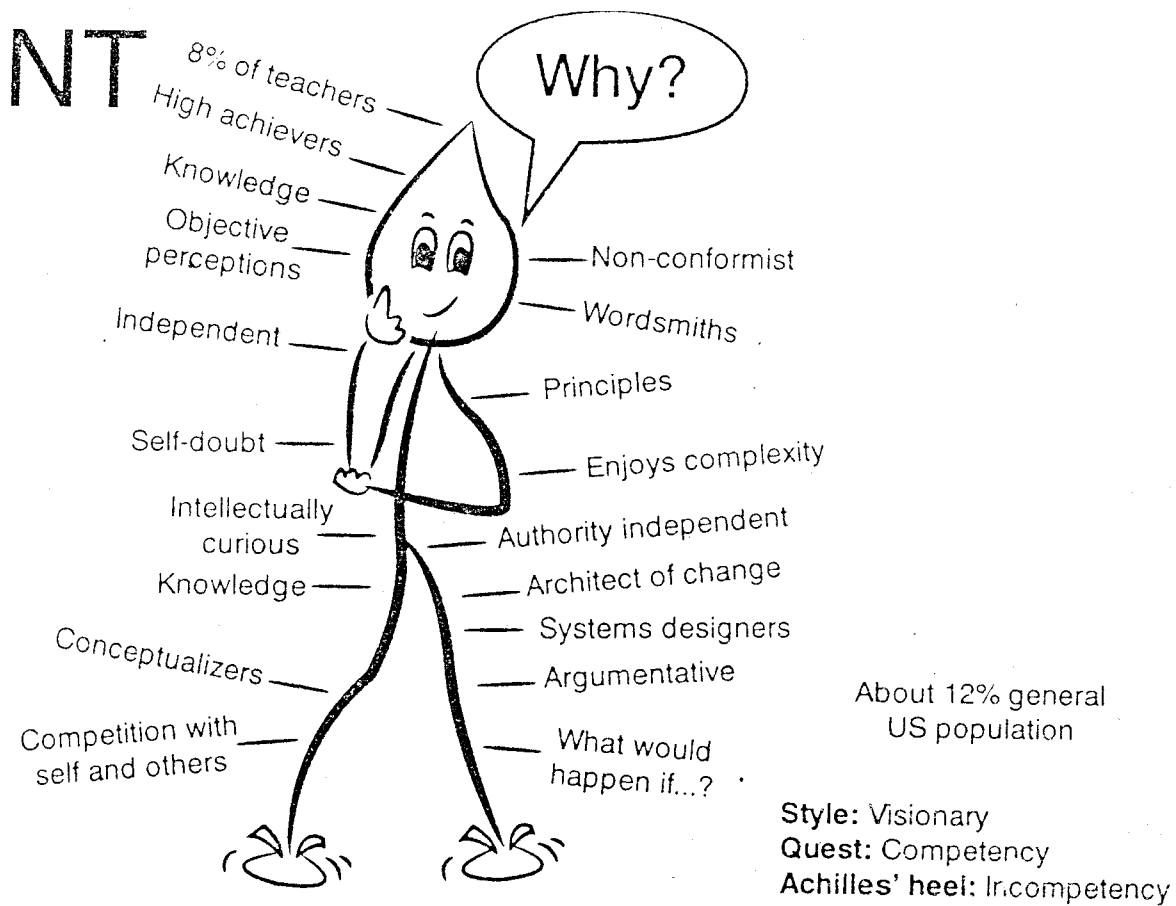 NT
Why?
8% of teachers
High achievers
Knowledge
Objective
perceptions
Independent
Self-doubt
Intellectually
curious
Knowledge
Conceptualizers
Competition with
self and others
Non-conformist
Wordsmiths
Principles
Enjoys complexity
Authority independent
Architect of change
Systems designers
Argumentative
What would
happen if...?
About 12% general
US population
Style: Visionary
Quest: Competency
Achilles' heel: Incompetency